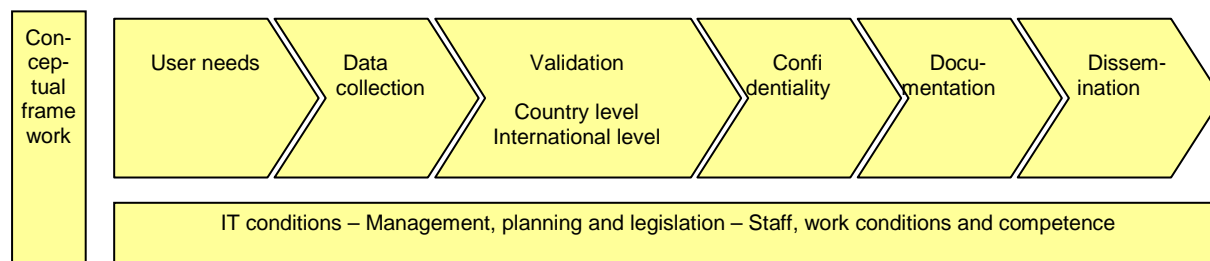 Con-
cep-
tual
frame
work
User needs
Data
collection
Validation
Country level
International level
Confi
dentiality
Docu-
mentation
Dissem-
ination
IT conditions – Management, planning and legislation – Staff, work conditions and competence